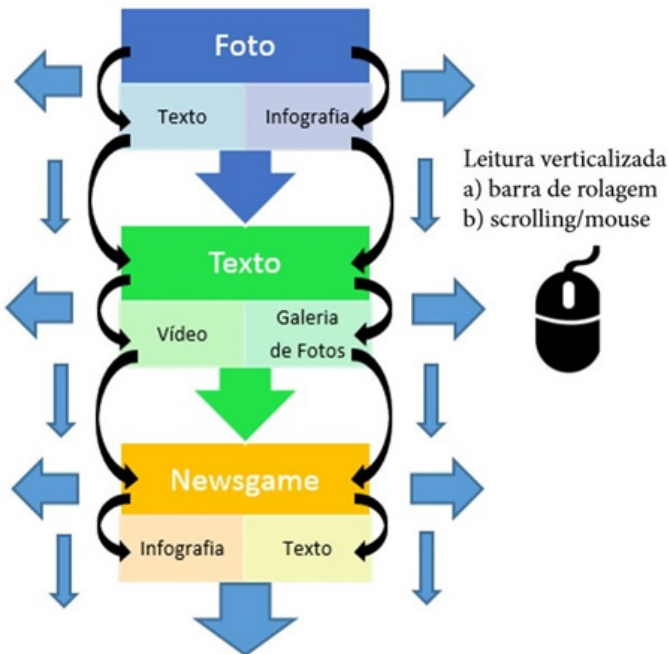 Foto
Texto
Infografia
Leitura verticalizada
a) barra de rolagem
b) scrolling/mouse
Texto
Vídeo
Galeria
de Fotos
Newsgame
Infografia
Texto